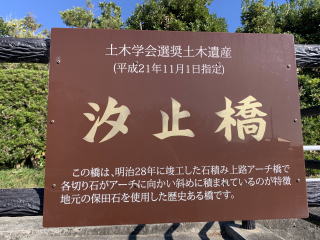 土木学会選奨土木遺産
(平成21年11月1日指定)
汐止橋
この橋は、明治28年に竣工した石積み上路アーチ橋で
各切り石がアーチに向かい斜めに積まれているのが特徴
地元の保田石を使用した歴史ある橋です。